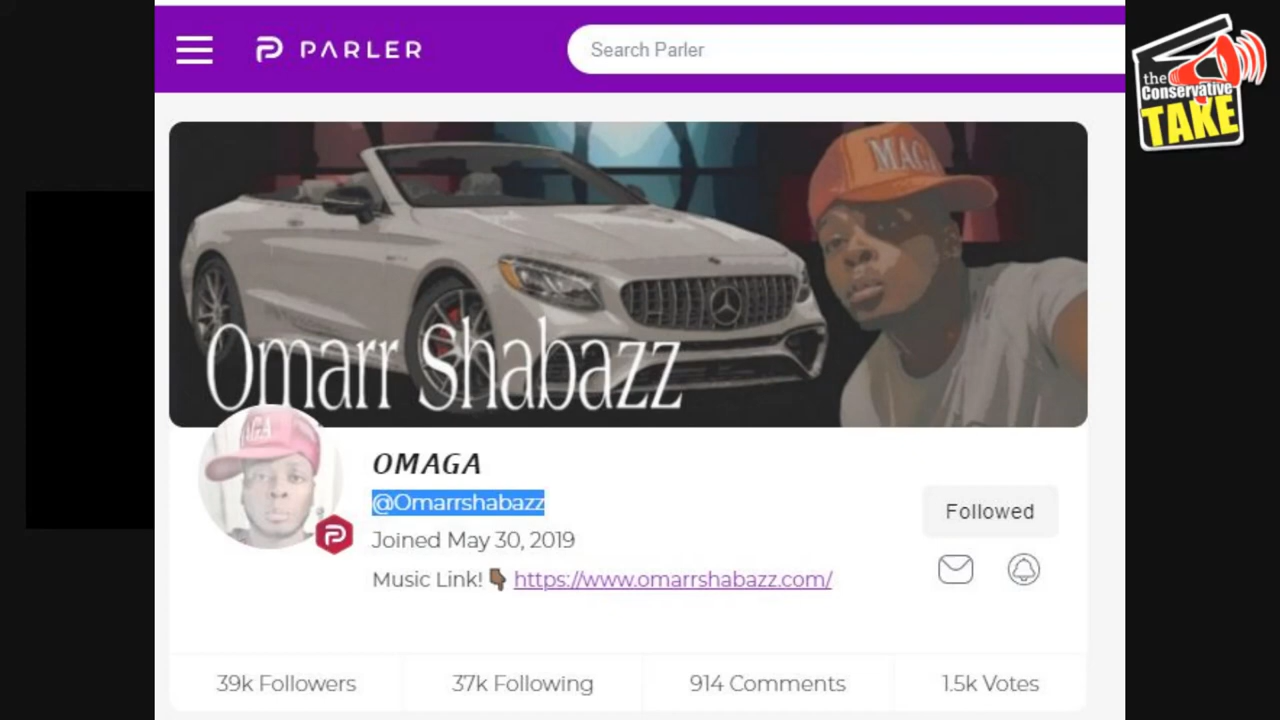 PARLER
Search Parler
the
Conservative
TAKE
MAGA
Omarr Shabazz
OMAGA
@Omarrshabazz
Joined May 30, 2019
Music Link! 👇🏾 https://www.omarrshabazz.com/
Followed
39k Followers
37k Following
914 Comments
1.5k Votes